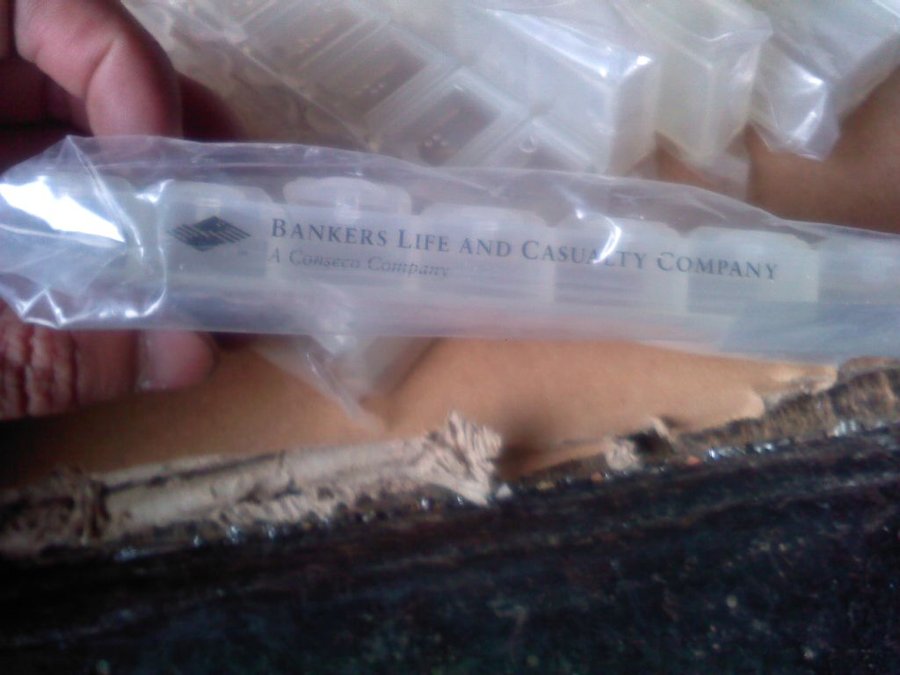 Bankers Life and Casualty Company
A Conseco Company